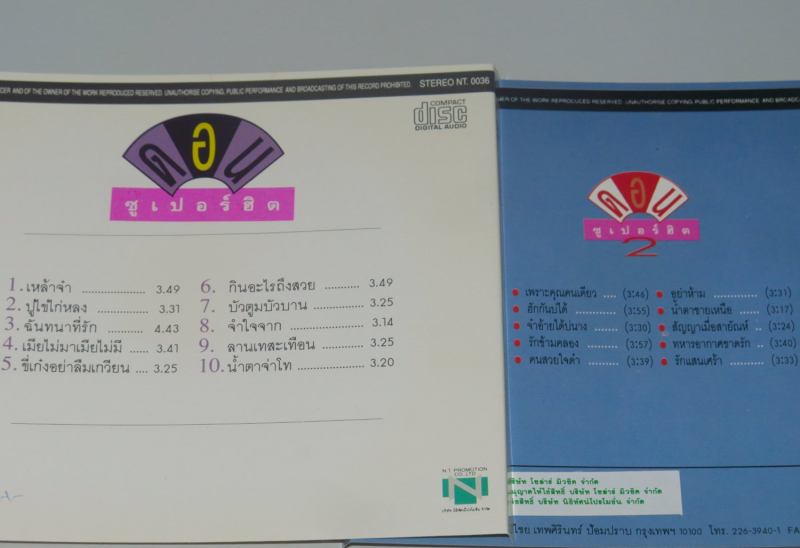 CER AND OF THE OWNER OF THE WORK REPRODUCED RESERVED. UNAUTHORISE COPYING, PUBLIC PERFORMANCE AND BROADCASTING OF THIS RECORD PROHIBITED. STEREO NT. 0036
COMPACT
disc
DIGITAL AUDIO
ดอน
ซูเปอร์ฮิต
1. เหล้าจ๋า .................. 3.49
2. ปูไข่ไก่หลง ............... 3.31
3. ฉันทนาที่รัก .............. 4.43
4. เมียไม่มาเมียไม่มี ...... 3.41
5. ขี่เก๋งอย่าลืมเกวียน .... 3.25
6. กินอะไรถึงสวย .......... 3.49
7. บัวตูมบัวบาน ............ 3.25
8. จำใจจาก .................. 3.14
9. ลานเทสะเทือน ........... 3.25
10. น้ำตาจ่าโท ................... 3.20
N.T. PROMOTION
CO.,LTD.
N
MER OF THE WORK REPRODUCED RESERVED. UNAUTHORISE COPYING, PUBLIC PERFORMANCE AND BROADCA
ดอน
ซูเปอร์ฮิต
2
• เพราะคุณคนเดียว .... (3:46)
• ฮักกันบ่ได้ ............... (3:55)
• จำอ้ายได้บ่นาง ....... (3:30)
• รักข้ามคลอง ........... (3:57)
• คนสวยใจดำ ............ (3:39)
• อย่าห้าม ............... (3:31)
• น้ำตาชายเหนือ ....... (3:17)
• สัญญาเมื่อสายัณห์ .. (3:24)
• ทหารอากาศขาดรัก .. (3:40)
• รักแสนเศร้า ........... (3:33)
บริษัท โซล่าร์ มิวซิค จำกัด
นุญาตให้ใช้สิทธิ์ บริษัท โซล่าร์ มิวซิค จำกัด
สิทธิ์ บริษัท นิธิทัศน์โปรโมชั่น จำกัด
เทพศิรินทร์ ป้อมปราบ กรุงเทพฯ 10100 โทร. 226-3940-1 FA